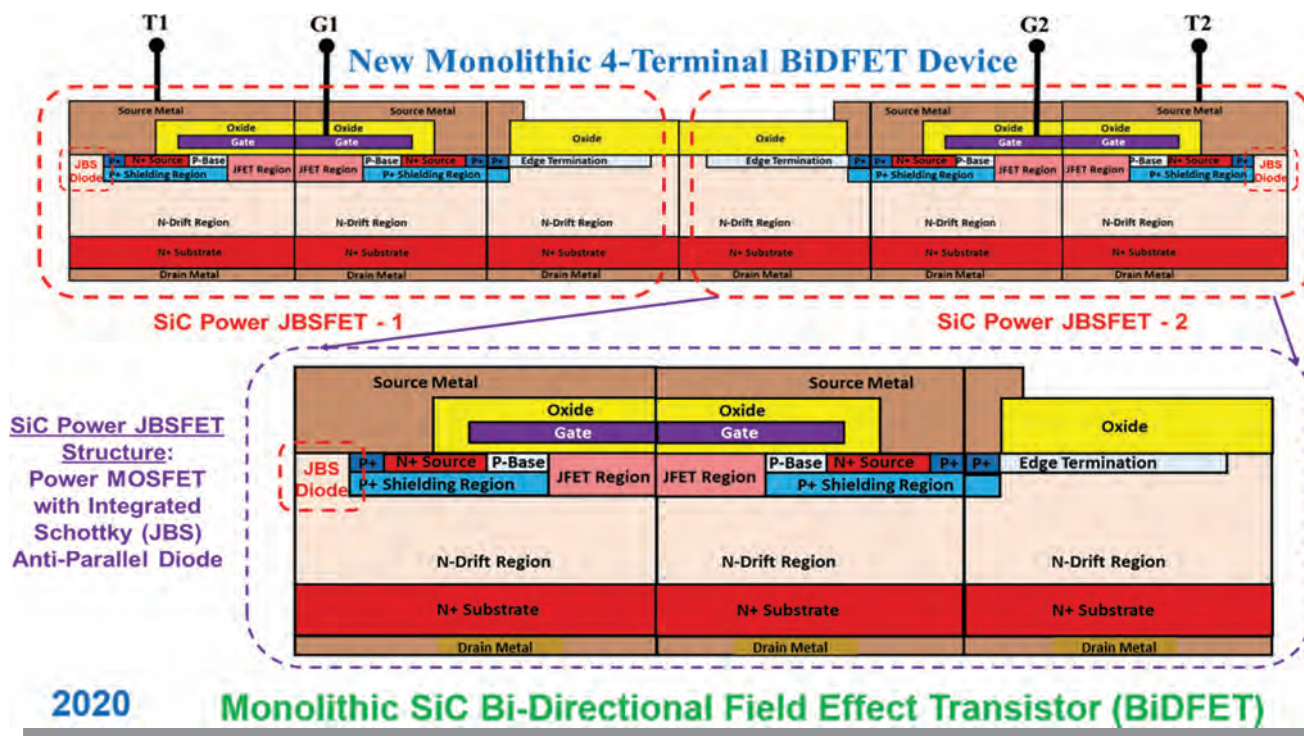 T1 G1 G2 T2
New Monolithic 4-Terminal BiDFET Device
Source Metal Source Metal Source Metal Source Metal
Oxide Oxide Oxide Oxide Oxide Oxide
Gate Gate Gate Gate
JBS Diode P+ N+ Source P-Base JFET Region JFET Region P-Base N+ Source P+ P+ Edge Termination Edge Termination P+ P+ N+ Source P-Base JFET Region JFET Region P-Base N+ Source P+ JBS Diode
P+ Shielding Region P+ Shielding Region P+ Shielding Region P+ Shielding Region
N-Drift Region N-Drift Region N-Drift Region N-Drift Region N-Drift Region N-Drift Region
N+ Substrate N+ Substrate N+ Substrate N+ Substrate N+ Substrate N+ Substrate
Drain Metal Drain Metal Drain Metal Drain Metal Drain Metal Drain Metal
SiC Power JBSFET - 1 SiC Power JBSFET - 2
Source Metal Source Metal
Oxide Oxide Oxide
Gate Gate
SiC Power JBSFET
Structure:
Power MOSFET
with Integrated
Schottky (JBS)
Anti-Parallel Diode
JBS Diode P+ N+ Source P-Base JFET Region JFET Region P-Base N+ Source P+ P+ Edge Termination
P+ Shielding Region P+ Shielding Region
N-Drift Region N-Drift Region N-Drift Region
N+ Substrate N+ Substrate N+ Substrate
Drain Metal Drain Metal Drain Metal
2020 Monolithic SiC Bi-Directional Field Effect Transistor (BiDFET)